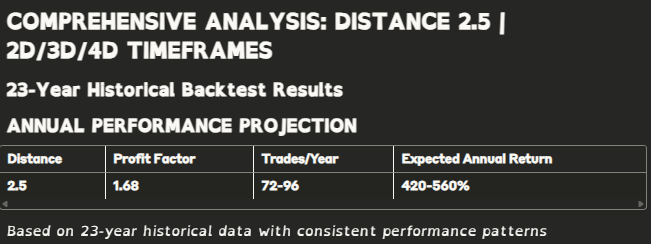 COMPREHENSIVE ANALYSIS: DISTANCE 2.5 |
2D/3D/4D TIMEFRAMES
23-Year Historical Backtest Results
ANNUAL PERFORMANCE PROJECTION
Distance Profit Factor Trades/Year Expected Annual Return
2.5 1.68 72-96 420-560%
Based on 23-year historical data with consistent performance patterns